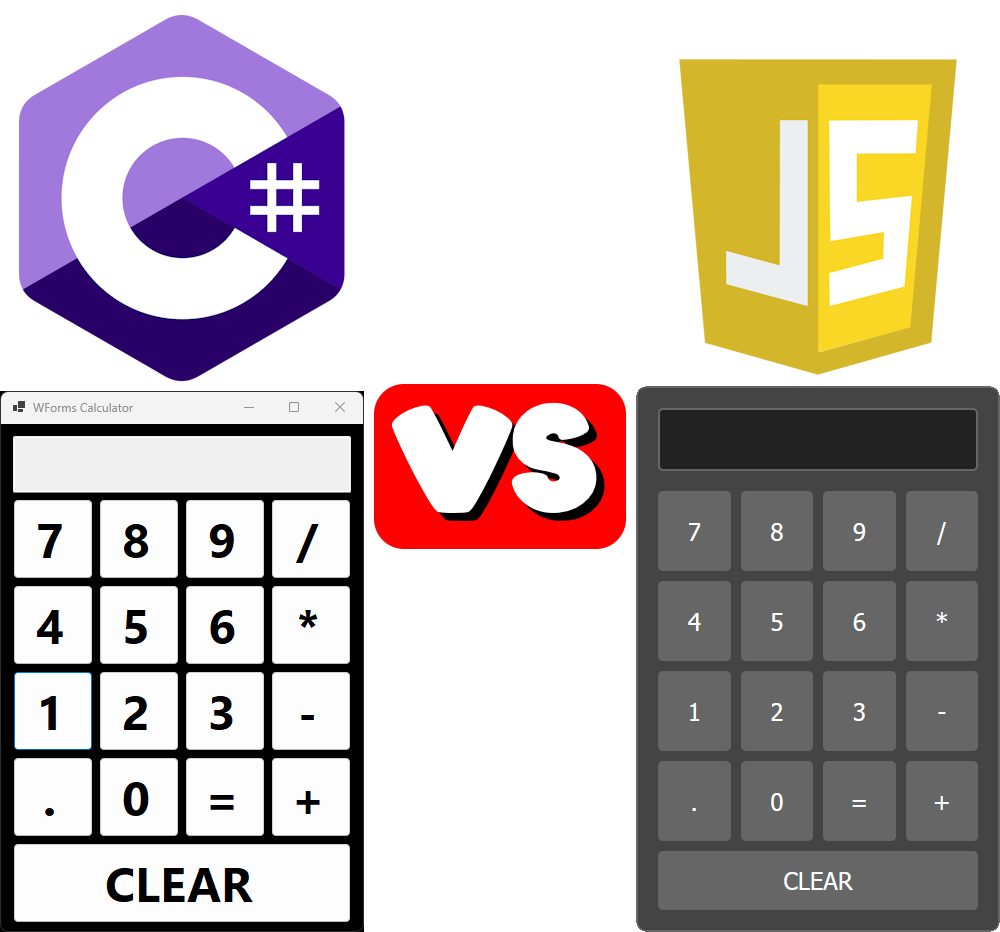 C#
JS
VS
WForms Calculator
7 8 9 /
4 5 6 *
1 2 3 -
. 0 = +
CLEAR
7 8 9 /
4 5 6 *
1 2 3 -
. 0 = +
CLEAR